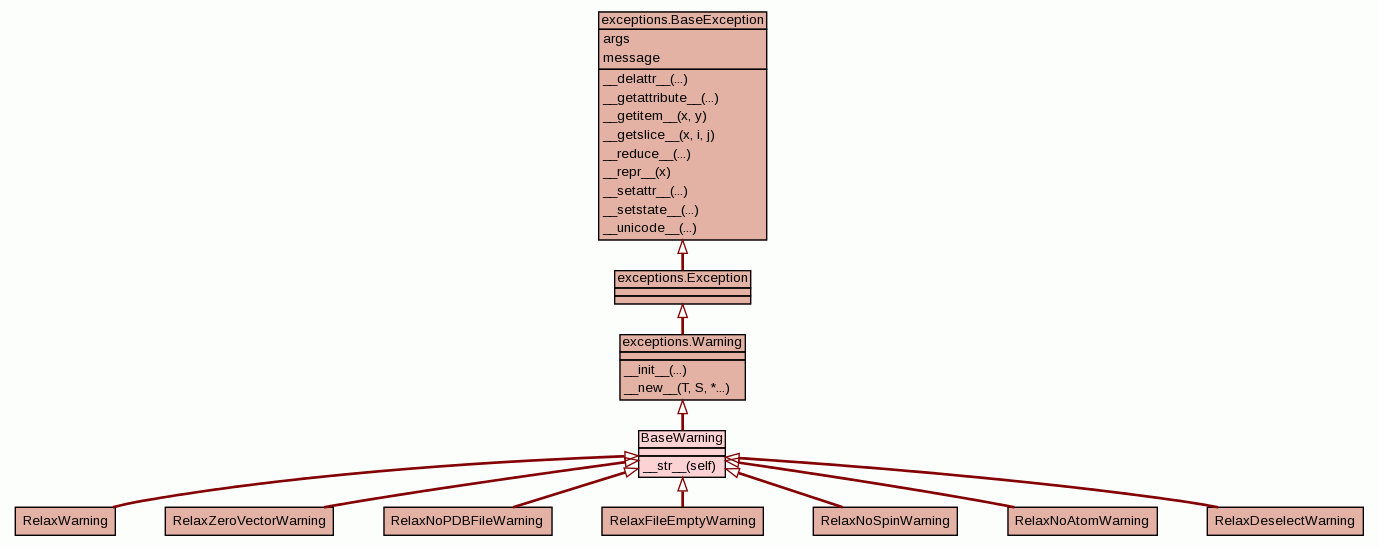 exceptions.BaseException
args
message
__delattr__(...)
__getattribute__(...)
__getitem__(x, y)
__getslice__(x, i, j)
__reduce__(...)
__repr__(x)
__setattr__(...)
__setstate__(...)
__unicode__(...)
exceptions.Exception
exceptions.Warning
__init__(...)
__new__(T, S, *...)
BaseWarning
__str__(self)
RelaxWarning
RelaxZeroVectorWarning
RelaxNoPDBFileWarning
RelaxFileEmptyWarning
RelaxNoSpinWarning
RelaxNoAtomWarning
RelaxDeselectWarning